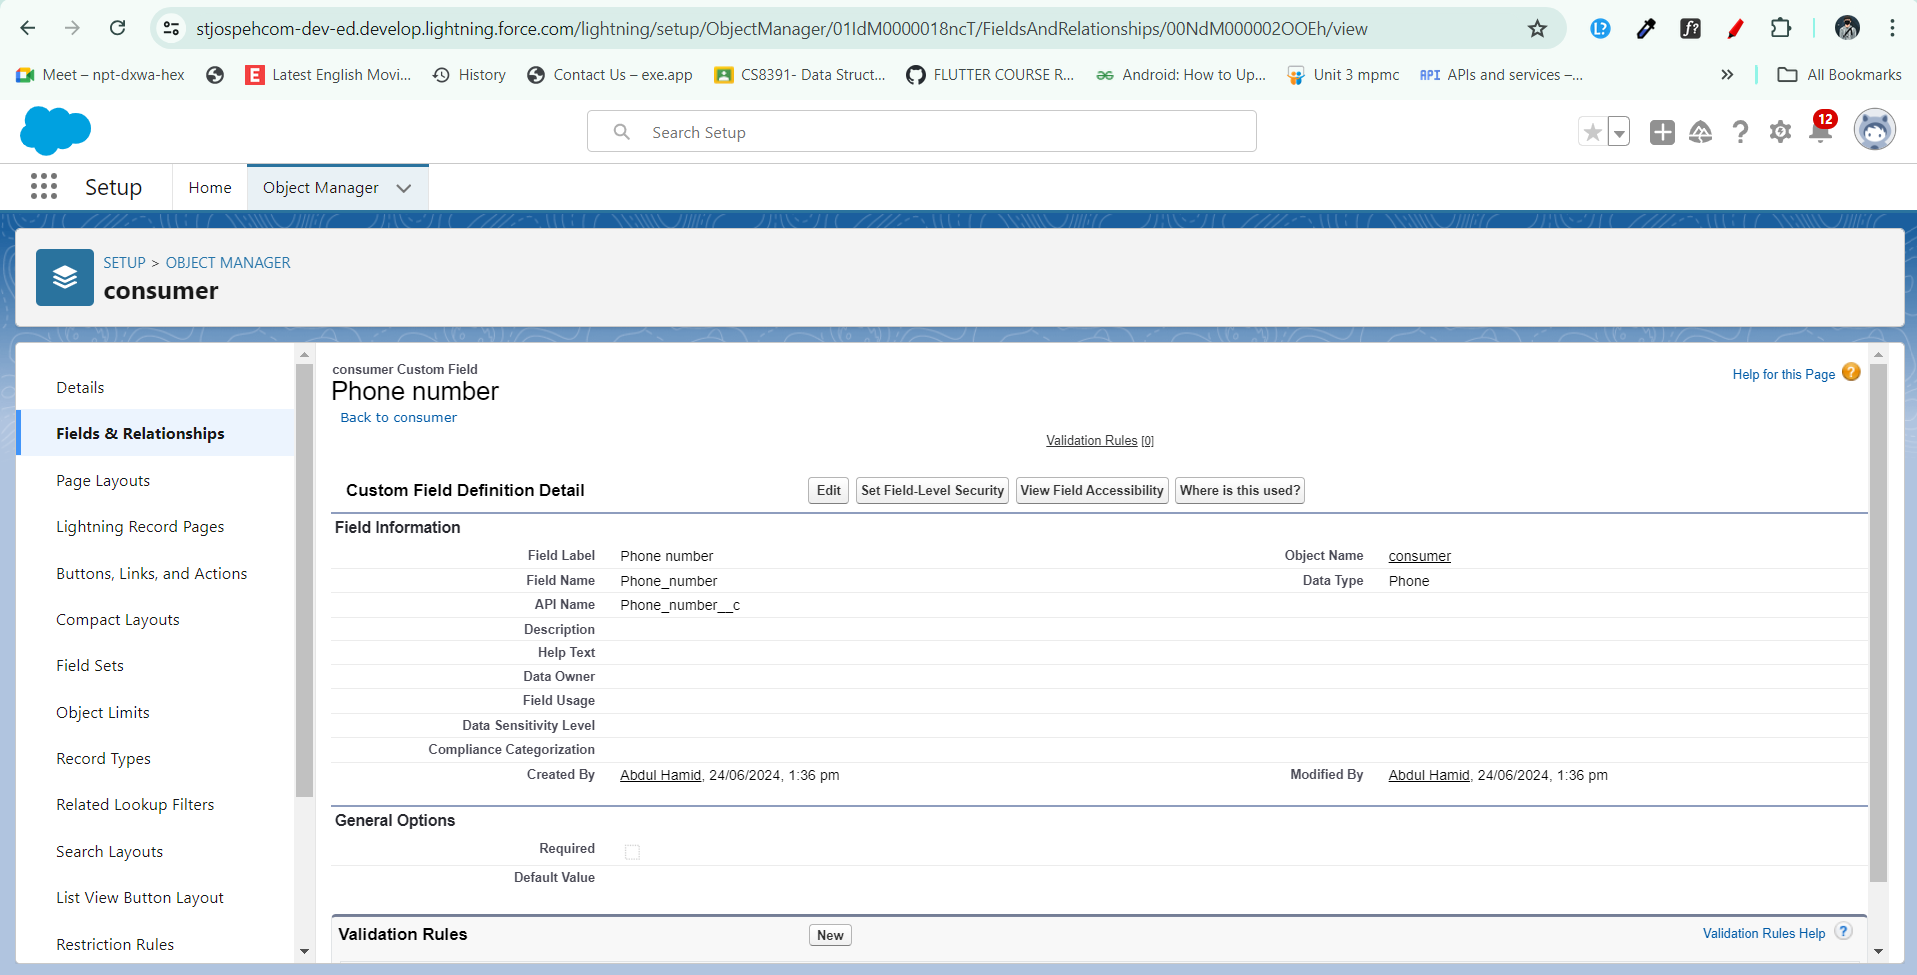 stjospehcom-dev-ed.develop.lightning.force.com/lightning/setup/ObjectManager/01IdM0000018ncT/FieldsAndRelationships/00NdM000002OOEh/view
Meet – npt-dxwa-hex
Latest English Movi...
History
Contact Us – exe.app
CS8391- Data Struct...
FLUTTER COURSE R...
Android: How to Up...
Unit 3 mpmc
API APIs and services –...
»
All Bookmarks
Search Setup
12
Setup
Home
Object Manager
SETUP > OBJECT MANAGER
consumer
Details
Fields & Relationships
Page Layouts
Lightning Record Pages
Buttons, Links, and Actions
Compact Layouts
Field Sets
Object Limits
Record Types
Related Lookup Filters
Search Layouts
List View Button Layout
Restriction Rules
consumer Custom Field
Phone number
Back to consumer
Help for this Page ?
Validation Rules [0]
Custom Field Definition Detail
Edit
Set Field-Level Security
View Field Accessibility
Where is this used?
Field Information
Field Label Phone number Object Name consumer
Field Name Phone_number Data Type Phone
API Name Phone_number__c
Description
Help Text
Data Owner
Field Usage
Data Sensitivity Level
Compliance Categorization
Created By Abdul Hamid, 24/06/2024, 1:36 pm Modified By Abdul Hamid, 24/06/2024, 1:36 pm
General Options
Required
Default Value
Validation Rules
New
Validation Rules Help ?